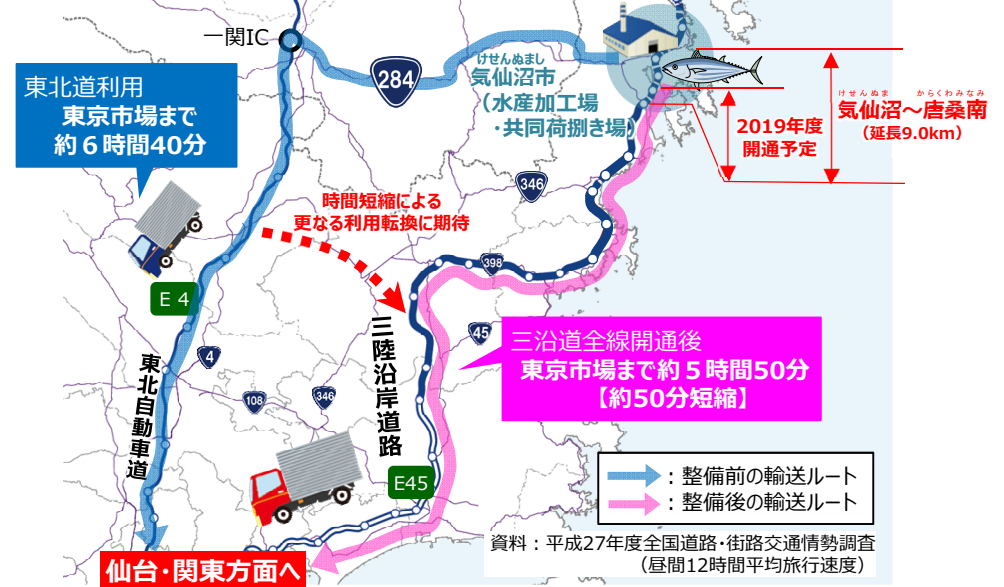 一関IC
284
けせんぬまし
気仙沼市
（水産加工場
・共同荷捌き場）
東北道利用
東京市場まで
約６時間40分
2019年度
開通予定
けせんぬま からくわみなみ
気仙沼～唐桑南
（延長9.0km）
346
時間短縮による
更なる利用転換に期待
398
E 4
三陸沿岸道路
45
4
東北自動車道
三沿道全線開通後
東京市場まで約５時間50分
【約50分短縮】
108
346
E45
：整備前の輸送ルート
：整備後の輸送ルート
資料：平成27年度全国道路・街路交通情勢調査
（昼間12時間平均旅行速度）
仙台・関東方面へ